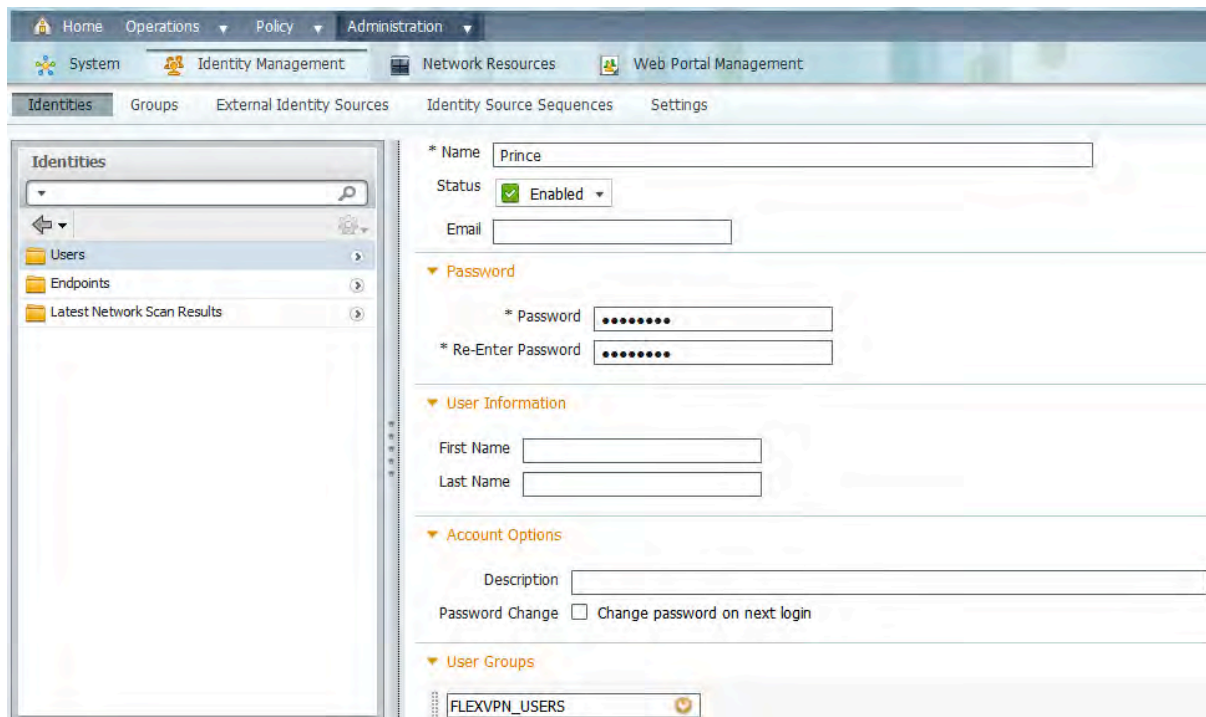 Home Operations Policy Administration
System Identity Management Network Resources Web Portal Management
Identities Groups External Identity Sources Identity Source Sequences Settings
Identities
Users
Endpoints
Latest Network Scan Results
* Name Prince
Status Enabled
Email
Password
* Password ••••••••
* Re-Enter Password ••••••••
User Information
First Name
Last Name
Account Options
Description
Password Change Change password on next login
User Groups
FLEXVPN_USERS